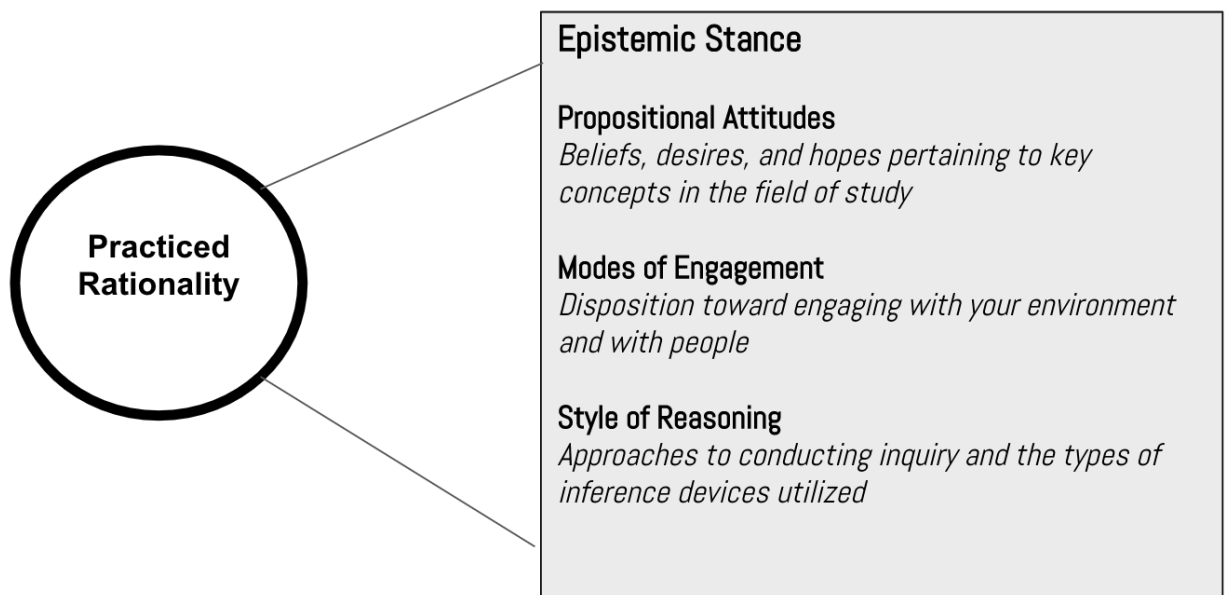 Practiced
Rationality
Epistemic Stance
Propositional Attitudes
Beliefs, desires, and hopes pertaining to key
concepts in the field of study
Modes of Engagement
Disposition toward engaging with your environment
and with people
Style of Reasoning
Approaches to conducting inquiry and the types of
inference devices utilized